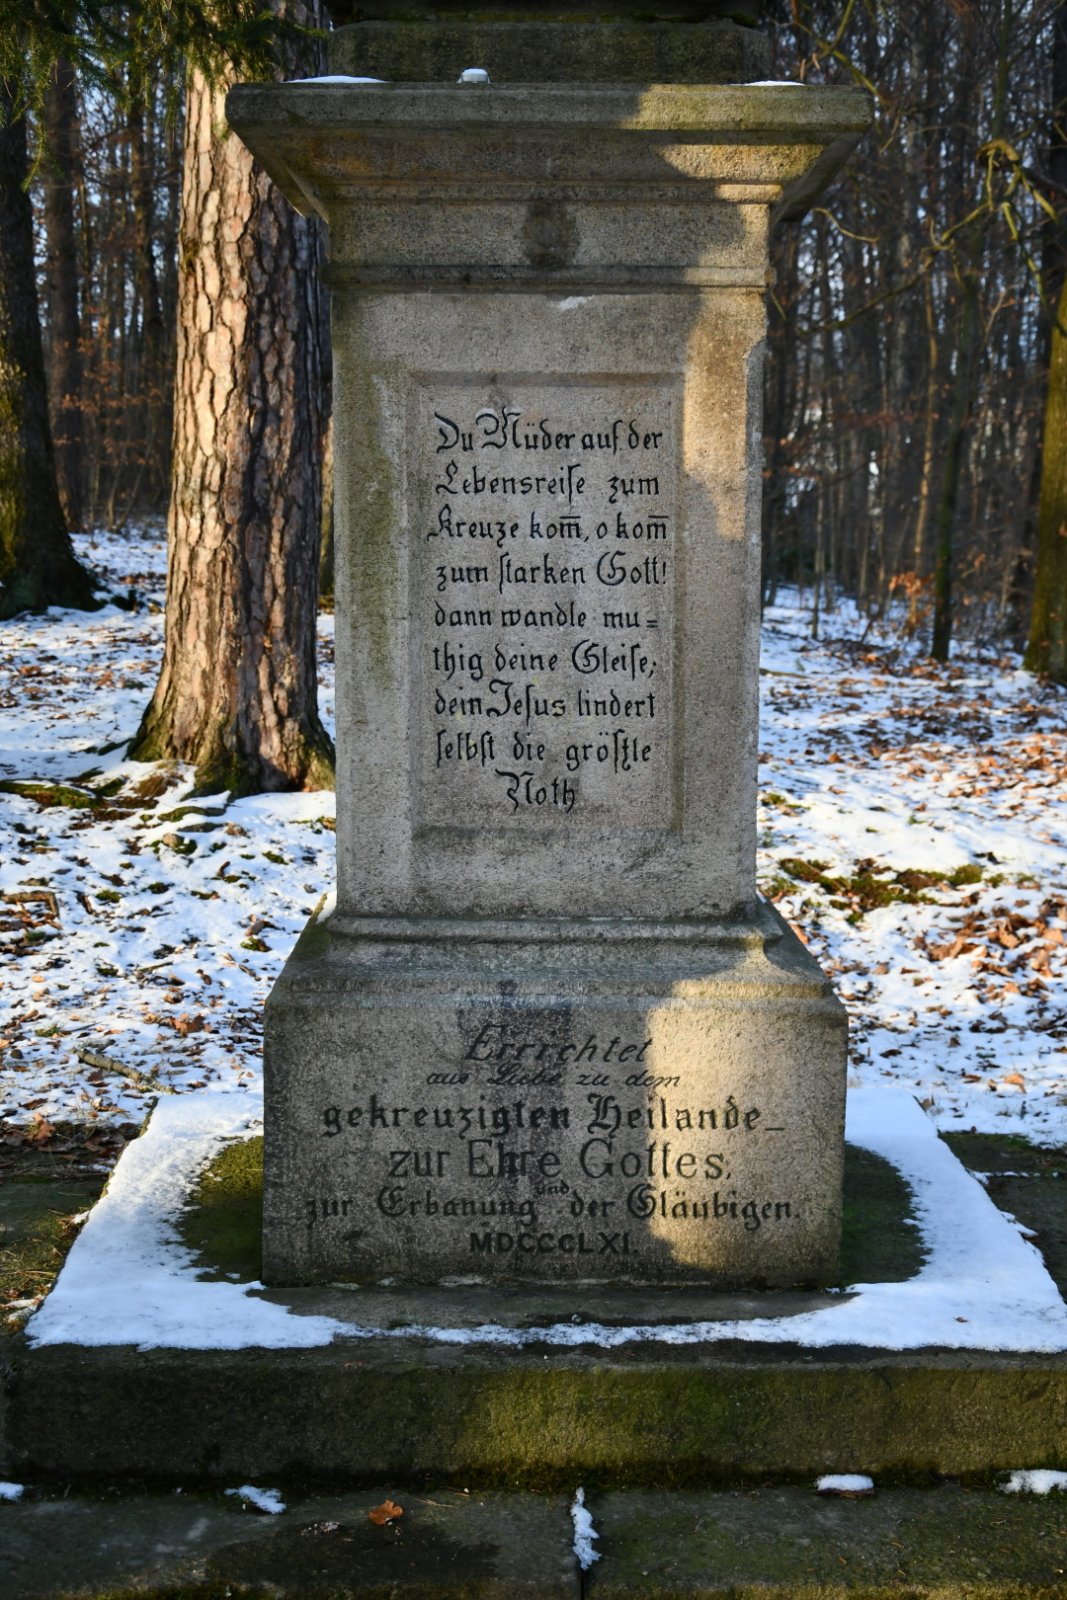 Du Müder auf der
Lebensreise zum
Kreuze kom̅, o kom̅
zum starken Gott!
dann wandle mu=
thig deine Gleise;
dein Jesus lindert
selbst die größte
Noth
Errichtet
aus Liebe zu dem
gekreuzigten Heilande_
zur Ehre Gottes,
und
zur Erbanung der Gläubigen.
MDCCCLXI.